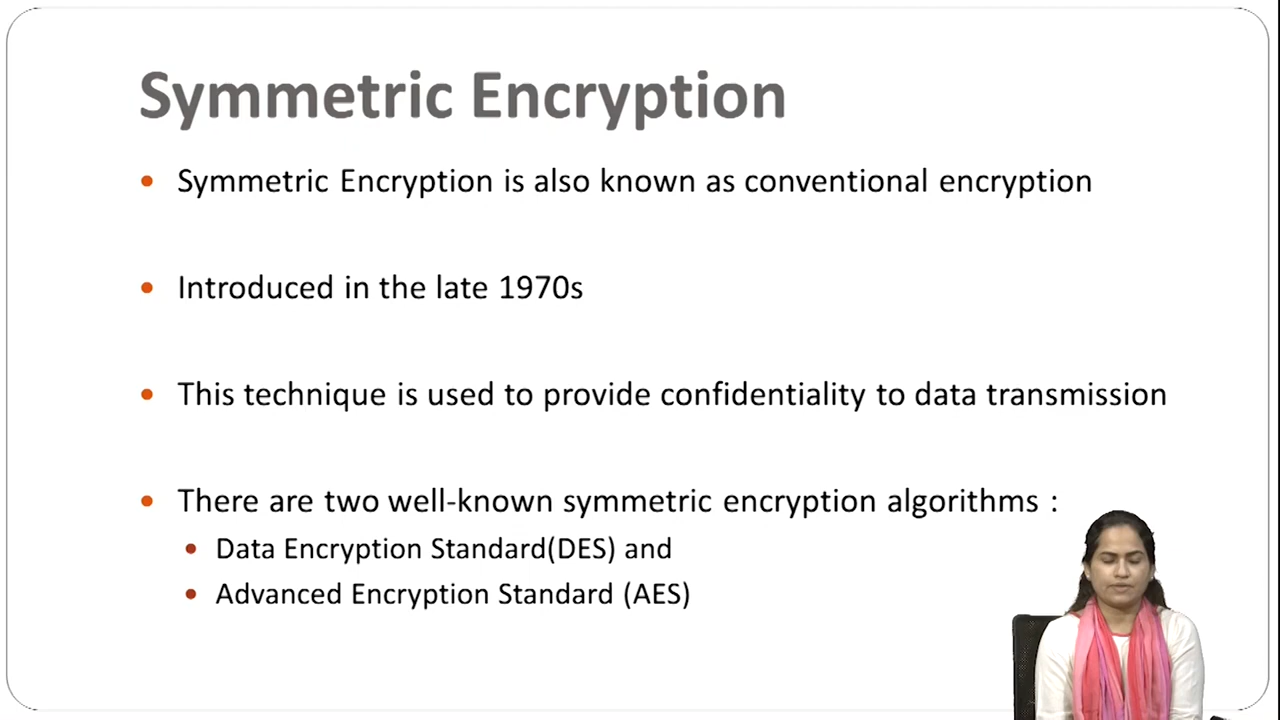 Symmetric Encryption
• Symmetric Encryption is also known as conventional encryption
• Introduced in the late 1970s
• This technique is used to provide confidentiality to data transmission
• There are two well-known symmetric encryption algorithms :
• Data Encryption Standard(DES) and
• Advanced Encryption Standard (AES)